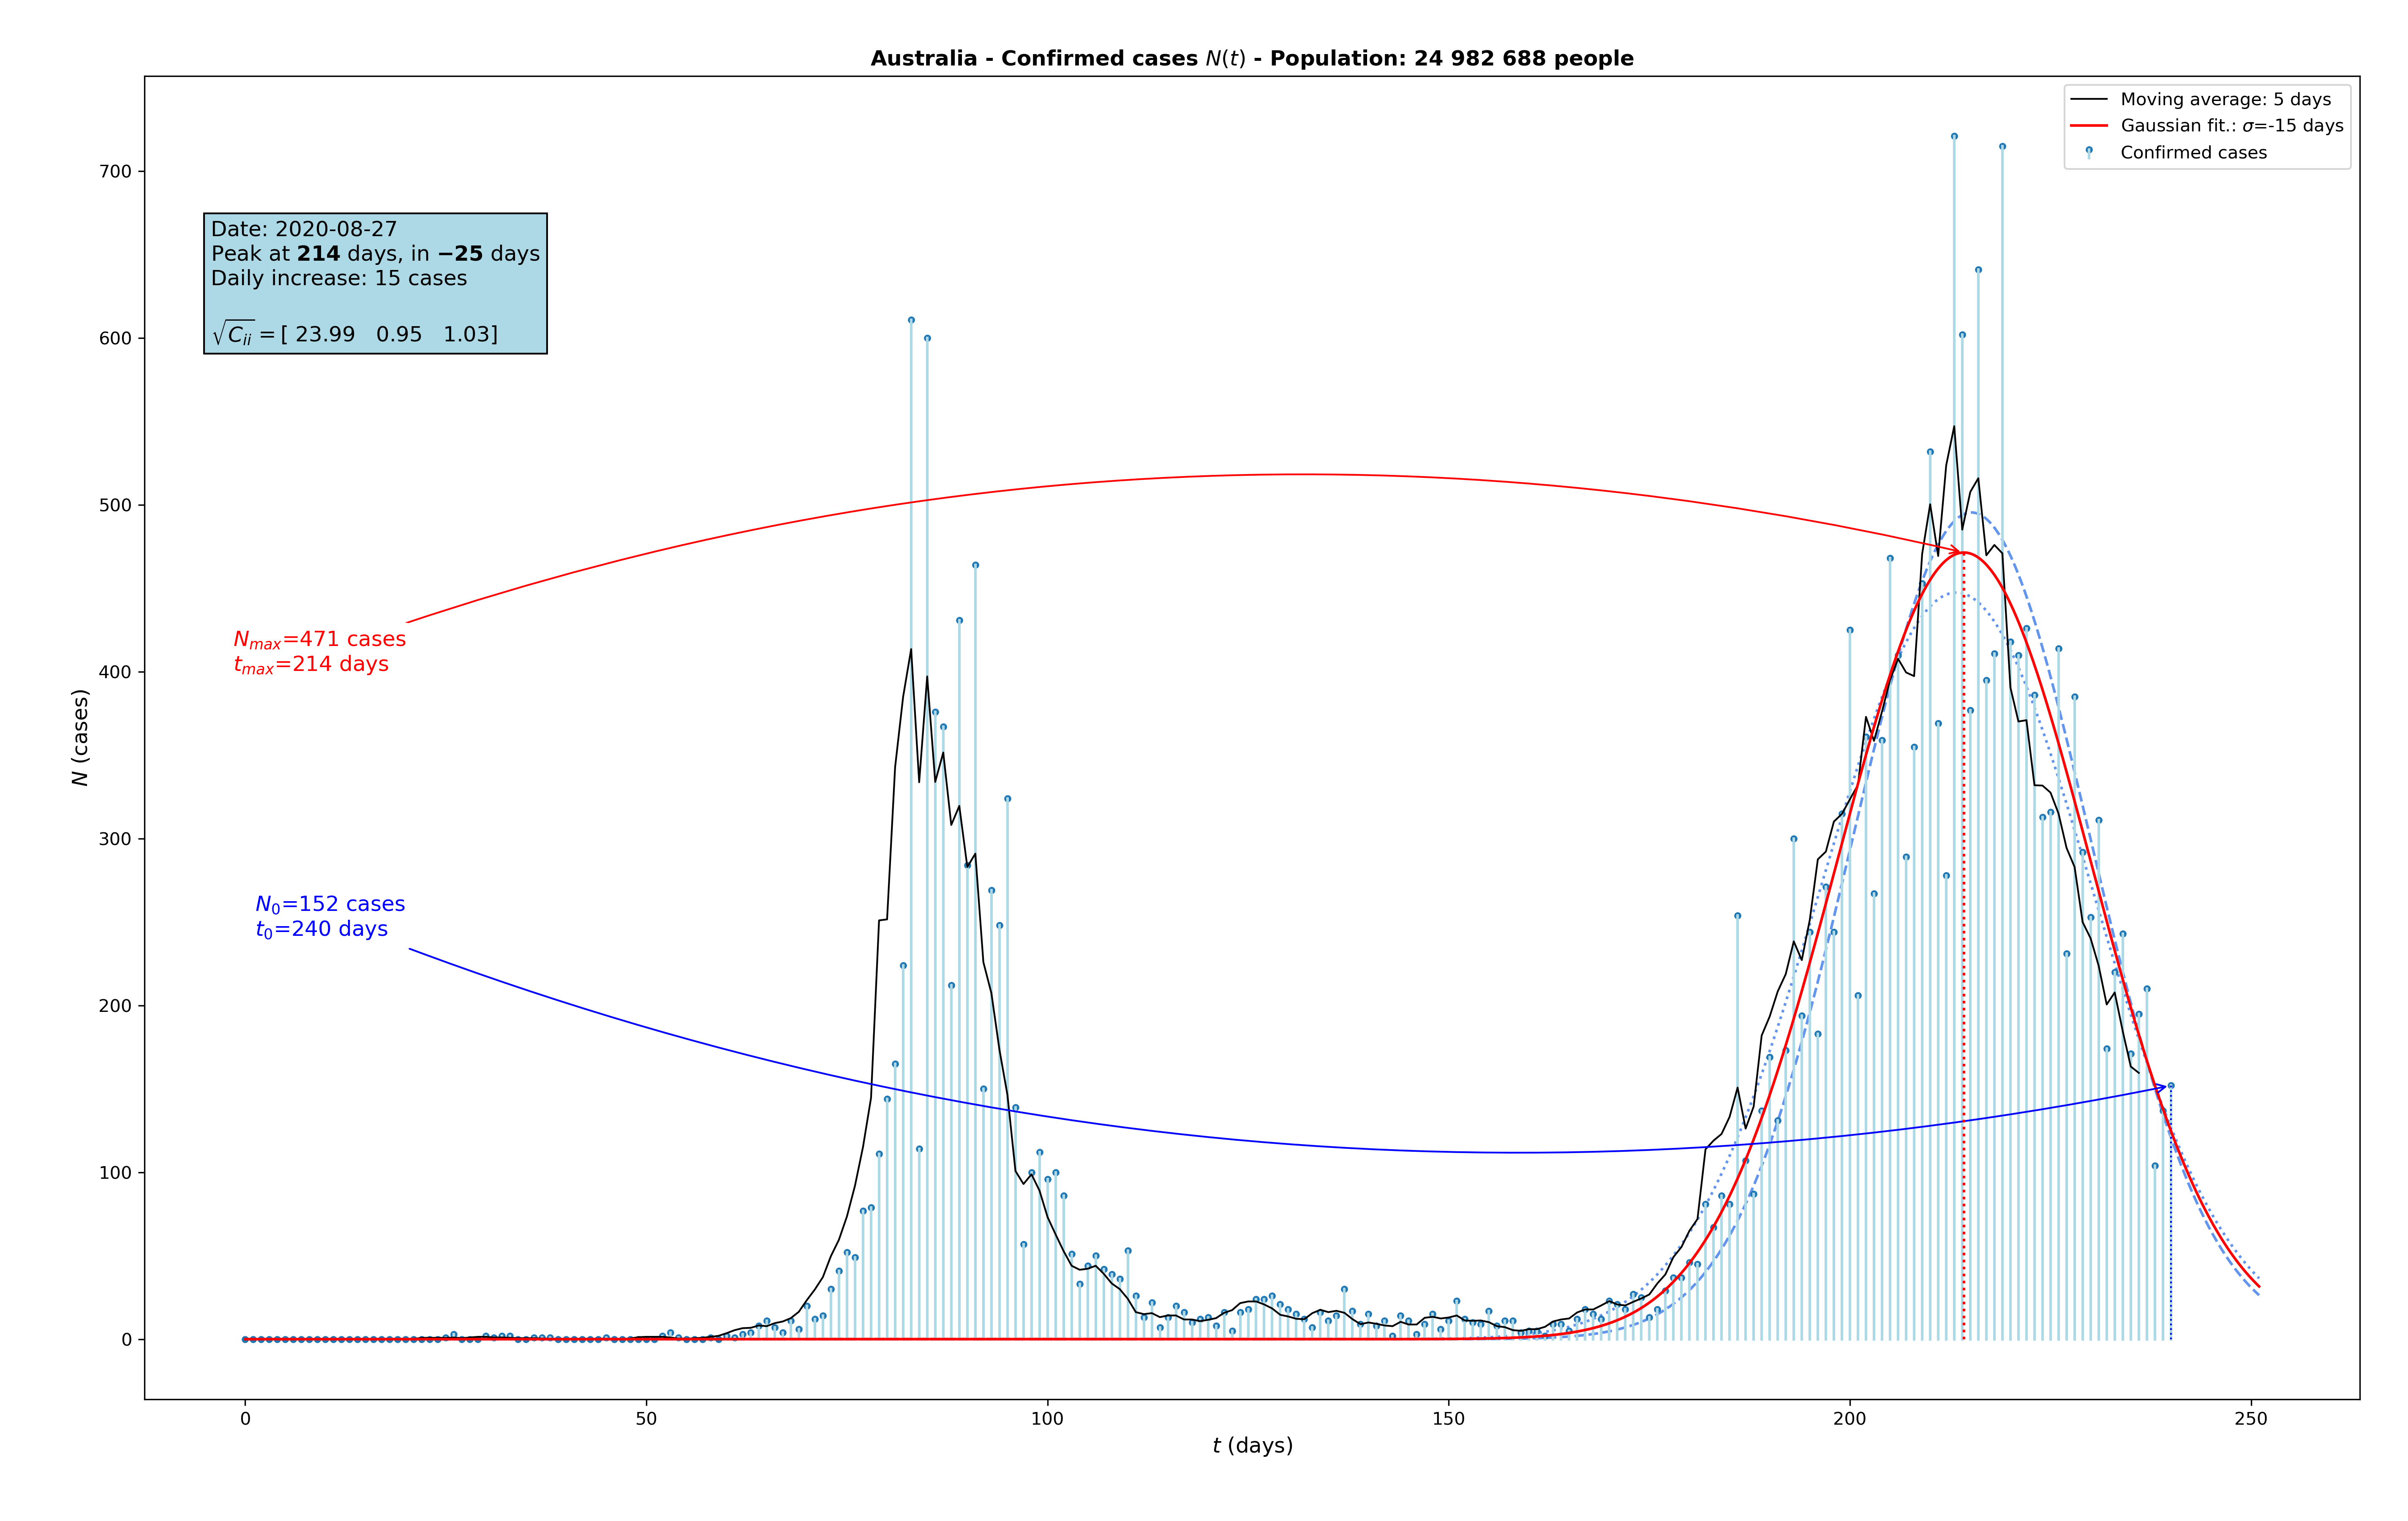 Australia - Confirmed cases N(t) - Population: 24 982 688 people
Moving average: 5 days
Gaussian fit.: σ=-15 days
Confirmed cases
Date: 2020-08-27
Peak at 214 days, in −25 days
Daily increase: 15 cases
√C_ii = [ 23.99 0.95 1.03]
N_max=471 cases
t_max=214 days
N_0=152 cases
t_0=240 days
N (cases)
700
600
500
400
300
200
100
0
0 50 100 150 200 250
t (days)